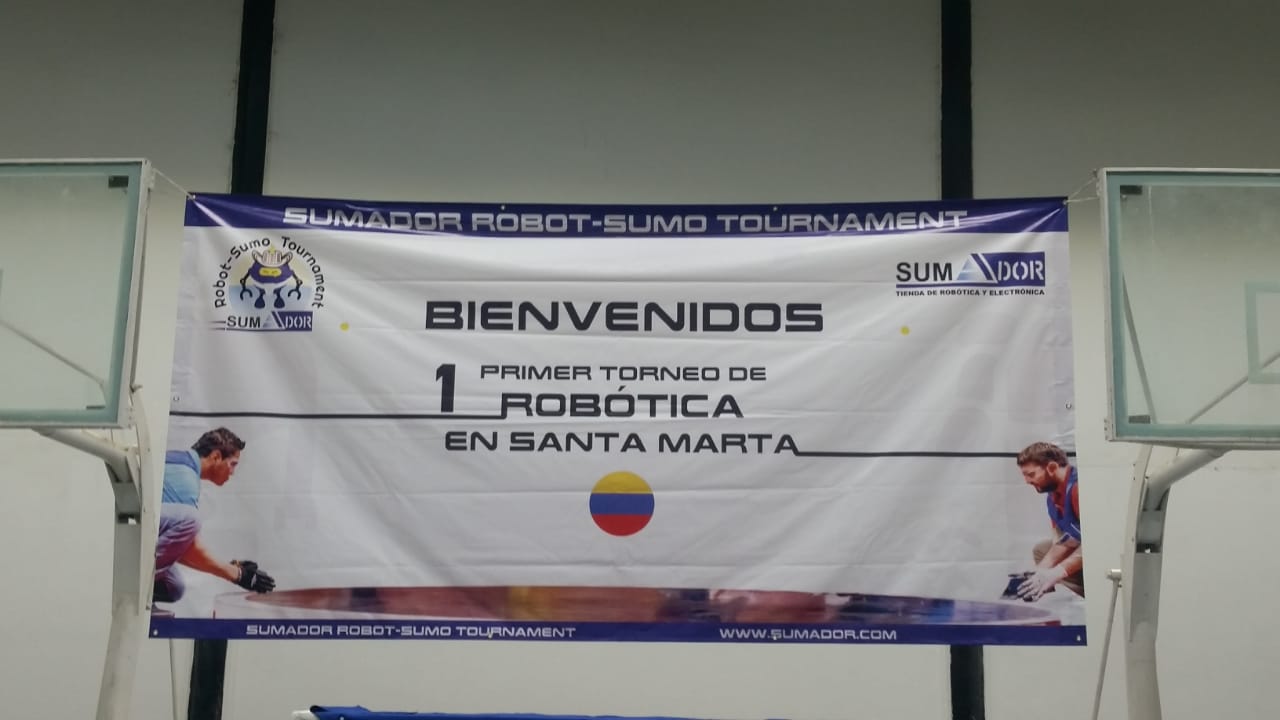 SUMADOR ROBOT-SUMO TOURNAMENT
Robot-Sumo Tournament
SUMADOR
SUMADOR
TIENDA DE ROBÓTICA Y ELECTRÓNICA
BIENVENIDOS
1 PRIMER TORNEO DE
ROBÓTICA
EN SANTA MARTA
SUMADOR ROBOT-SUMO TOURNAMENT
WWW.SUMADOR.COM